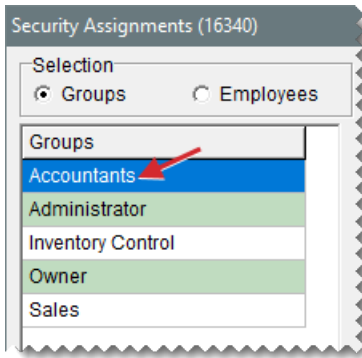 Security Assignments (16340)
Selection
Groups Employees
Groups
Accountants
Administrator
Inventory Control
Owner
Sales